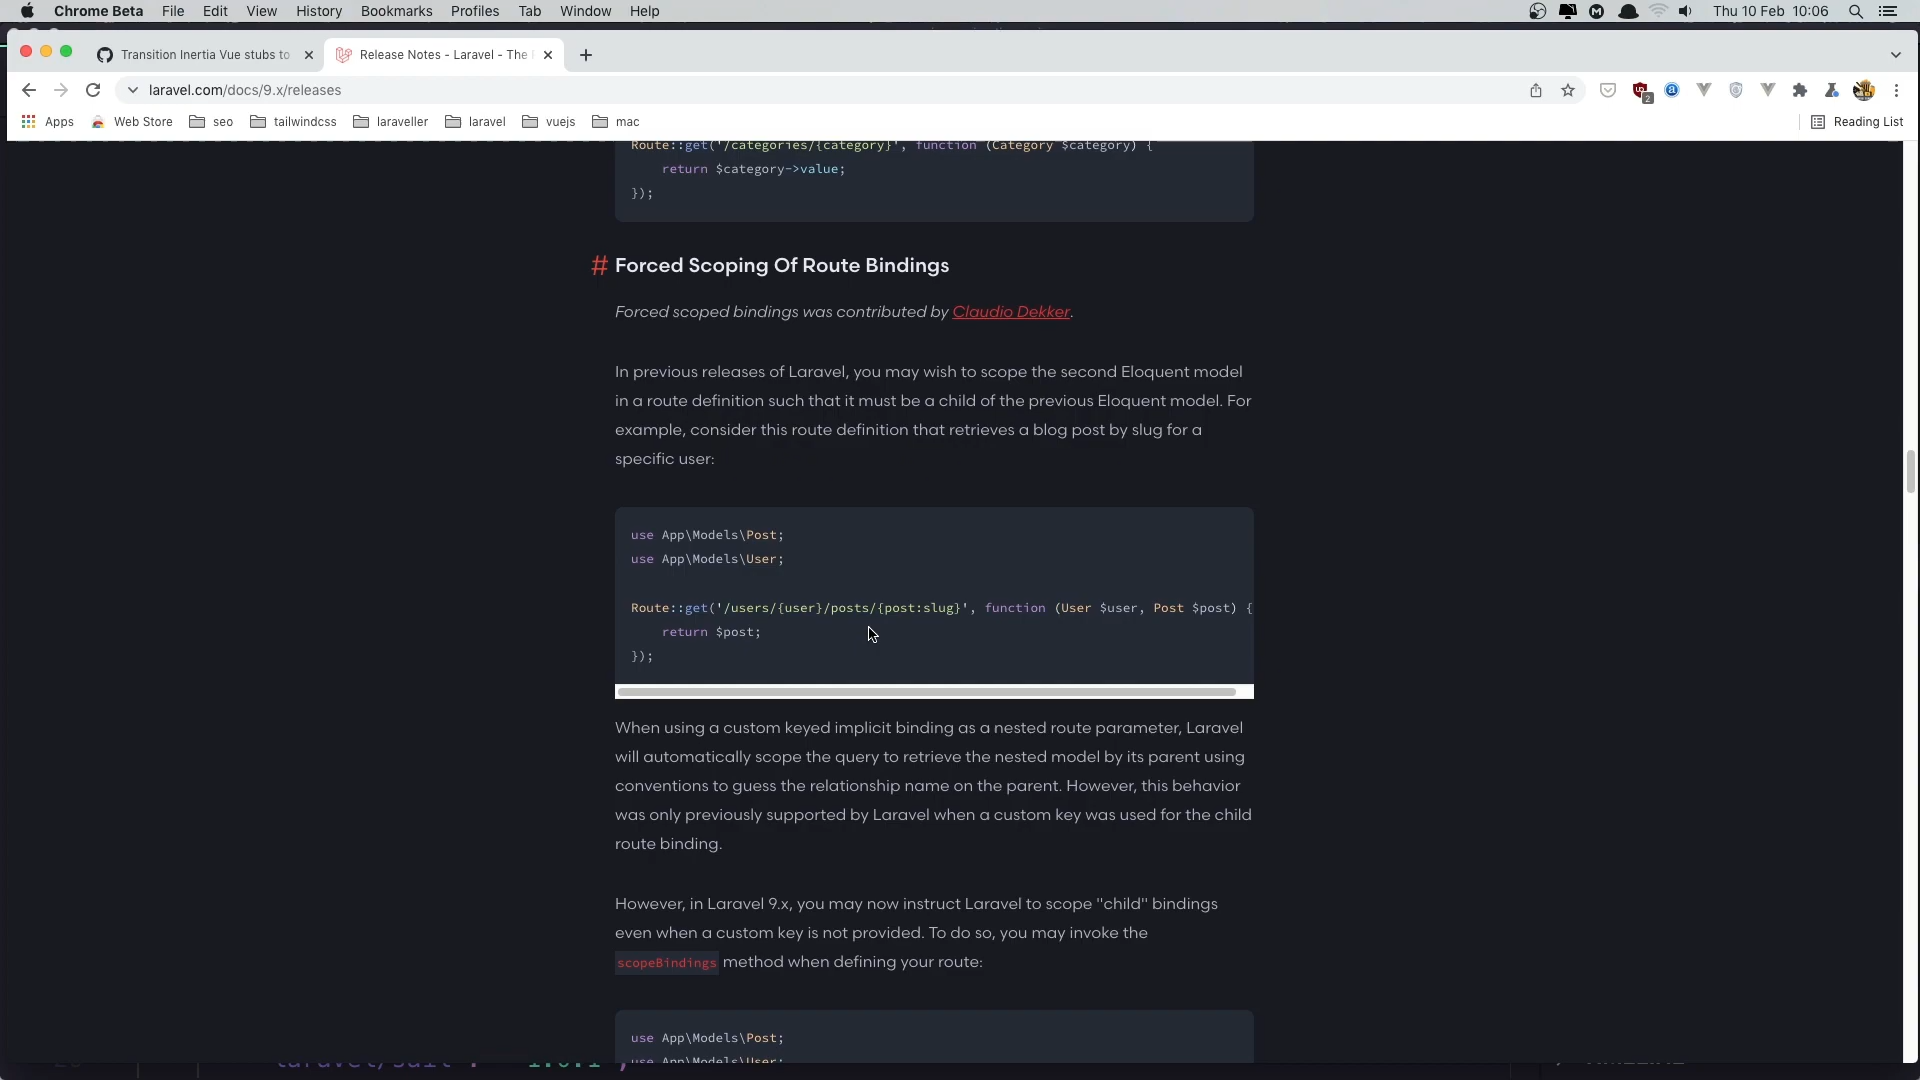 Chrome Beta File Edit View History Bookmarks Profiles Tab Window Help Thu 10 Feb 10:06
Transition Inertia Vue stubs to Release Notes - Laravel - The
laravel.com/docs/9.x/releases
2
Apps Web Store seo tailwindcss laraveller laravel vuejs mac Reading List
Route::get('/categories/{category}', function (Category $category) {
return $category->value;
});
# Forced Scoping Of Route Bindings
Forced scoped bindings was contributed by Claudio Dekker.
In previous releases of Laravel, you may wish to scope the second Eloquent model
in a route definition such that it must be a child of the previous Eloquent model. For
example, consider this route definition that retrieves a blog post by slug for a
specific user:
use App\Models\Post;
use App\Models\User;
Route::get('/users/{user}/posts/{post:slug}', function (User $user, Post $post) {
return $post;
});
When using a custom keyed implicit binding as a nested route parameter, Laravel
will automatically scope the query to retrieve the nested model by its parent using
conventions to guess the relationship name on the parent. However, this behavior
was only previously supported by Laravel when a custom key was used for the child
route binding.
However, in Laravel 9.x, you may now instruct Laravel to scope "child" bindings
even when a custom key is not provided. To do so, you may invoke the
scopeBindings method when defining your route:
use App\Models\Post;
use App\Models\User;